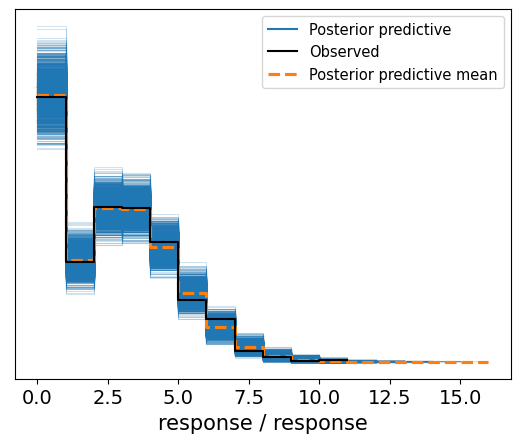 Posterior predictive
Observed
Posterior predictive mean
0.0 2.5 5.0 7.5 10.0 12.5 15.0
response / response